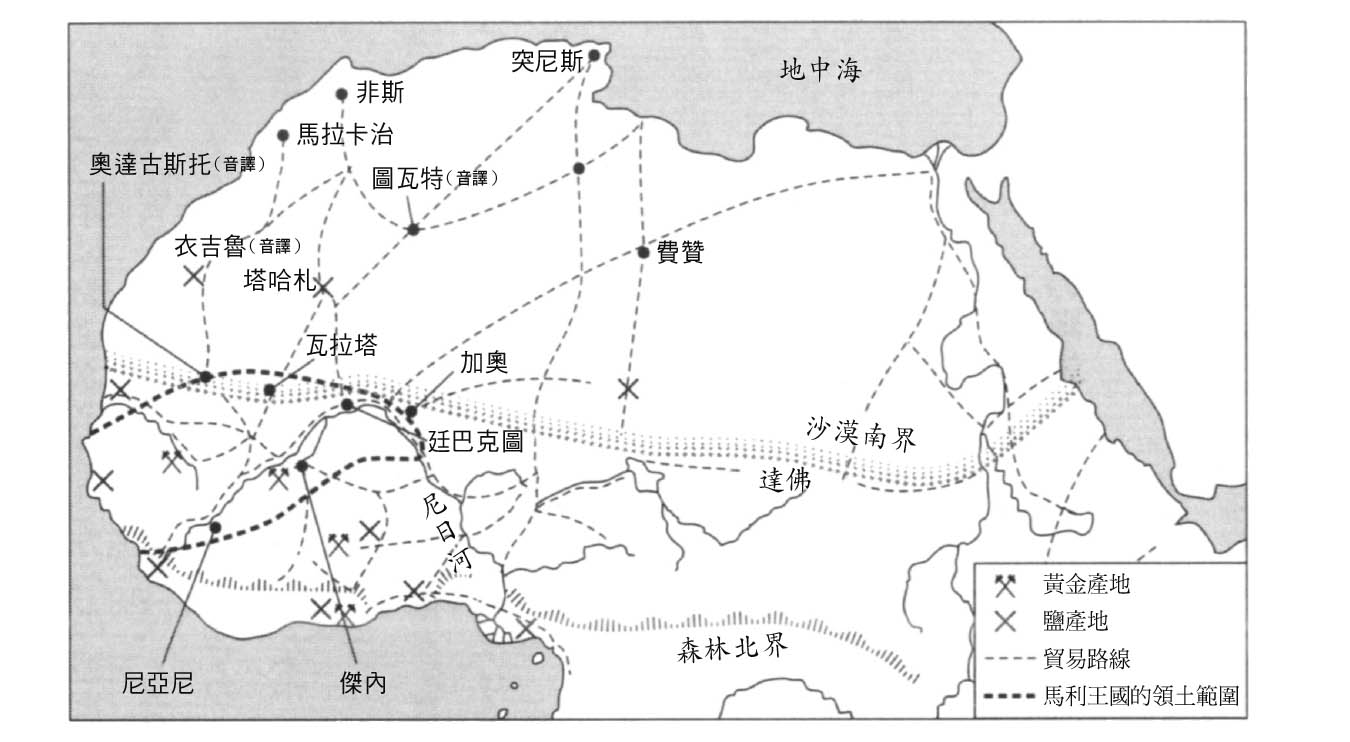 突尼斯
地中海
非斯
馬拉卡治
奧達古斯托(音譯)
圖瓦特(音譯)
衣吉魯(音譯)
費贊
塔哈札
瓦拉塔
加奧
沙漠南界
廷巴克圖
達佛
尼日河
森林北界
尼亞尼
傑內
黃金產地
鹽產地
貿易路線
馬利王國的領土範圍